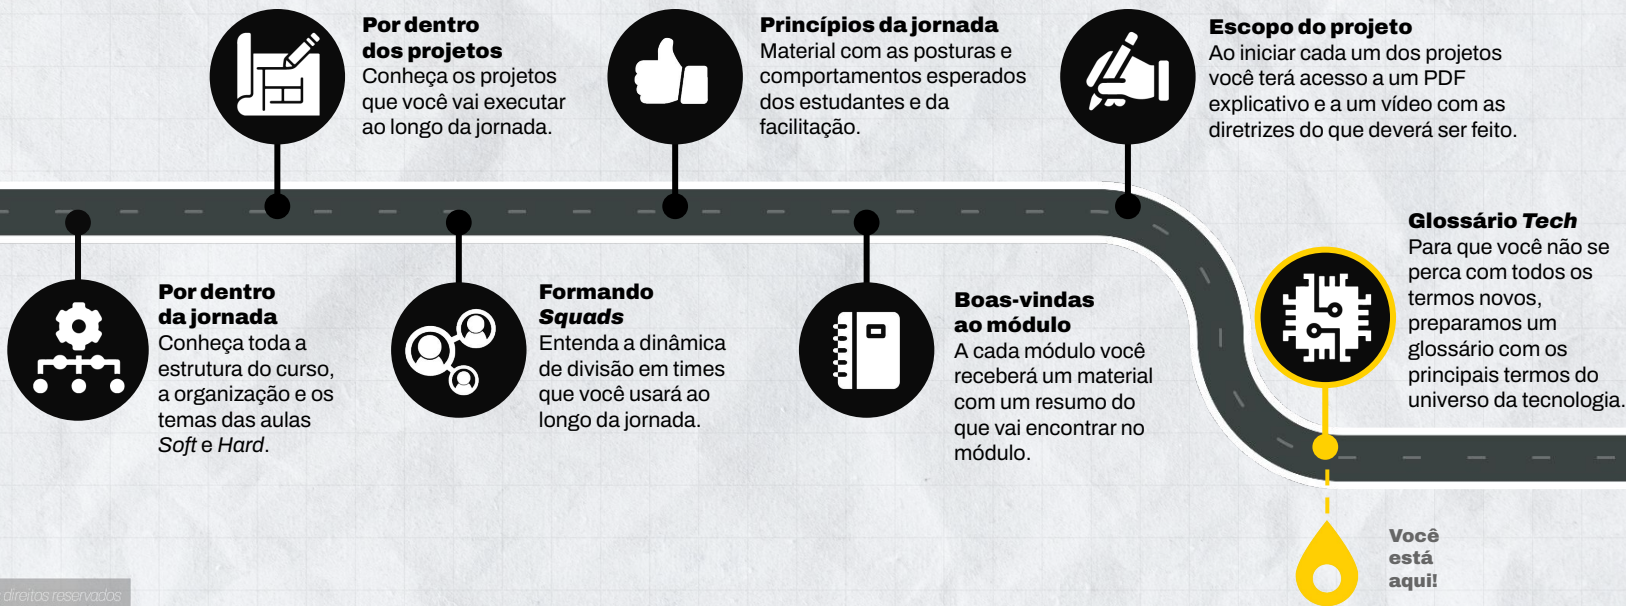 Por dentro
da jornada
Conheça toda a
estrutura do curso,
a organização e os
temas das aulas
Soft e Hard.
Por dentro
dos projetos
Conheça os projetos
que você vai executar
ao longo da jornada.
Formando
Squads
Entenda a dinâmica
de divisão em times
que você usará ao
longo da jornada.
Princípios da jornada
Material com as posturas e
comportamentos esperados
dos estudantes e da
facilitação.
Boas-vindas
ao módulo
A cada módulo você
receberá um material
com um resumo do
que vai encontrar no
módulo.
Escopo do projeto
Ao iniciar cada um dos projetos
você terá acesso a um PDF
explicativo e a um vídeo com as
diretrizes do que deverá ser feito.
Glossário Tech
Para que você não se
perca com todos os
termos novos,
preparamos um
glossário com os
principais termos do
universo da tecnologia.
Você
está
aqui!
direitos reservados